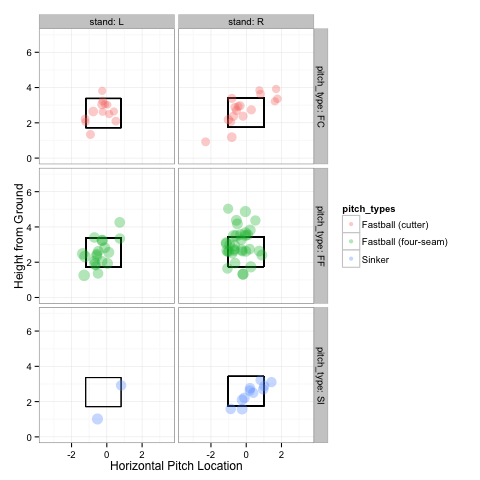 stand: L
stand: R
6
4
2
0
pitch_type: FC
6
4
2
0
pitch_type: FF
6
4
2
0
pitch_type: SI
Height from Ground
-2
0
2
-2
0
2
Horizontal Pitch Location
pitch_types
Fastball (cutter)
Fastball (four-seam)
Sinker